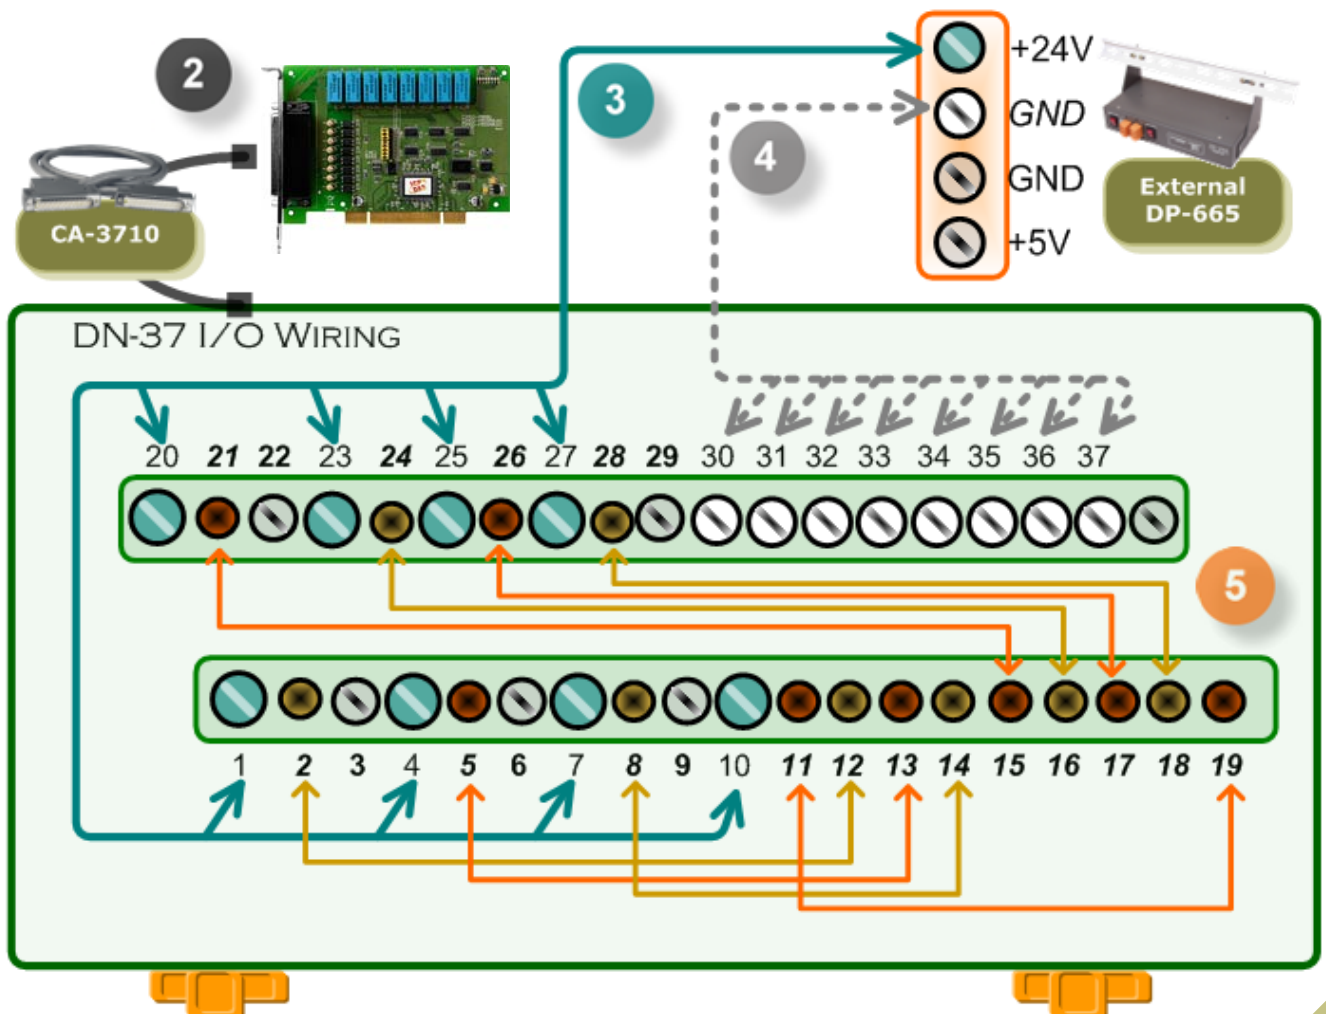 2
3
4
+24V
GND
GND
+5V
External
DP-665
CA-3710
DN-37 I/O WIRING
20 21 22 23 24 25 26 27 28 29 30 31 32 33 34 35 36 37
5
1 2 3 4 5 6 7 8 9 10 11 12 13 14 15 16 17 18 19